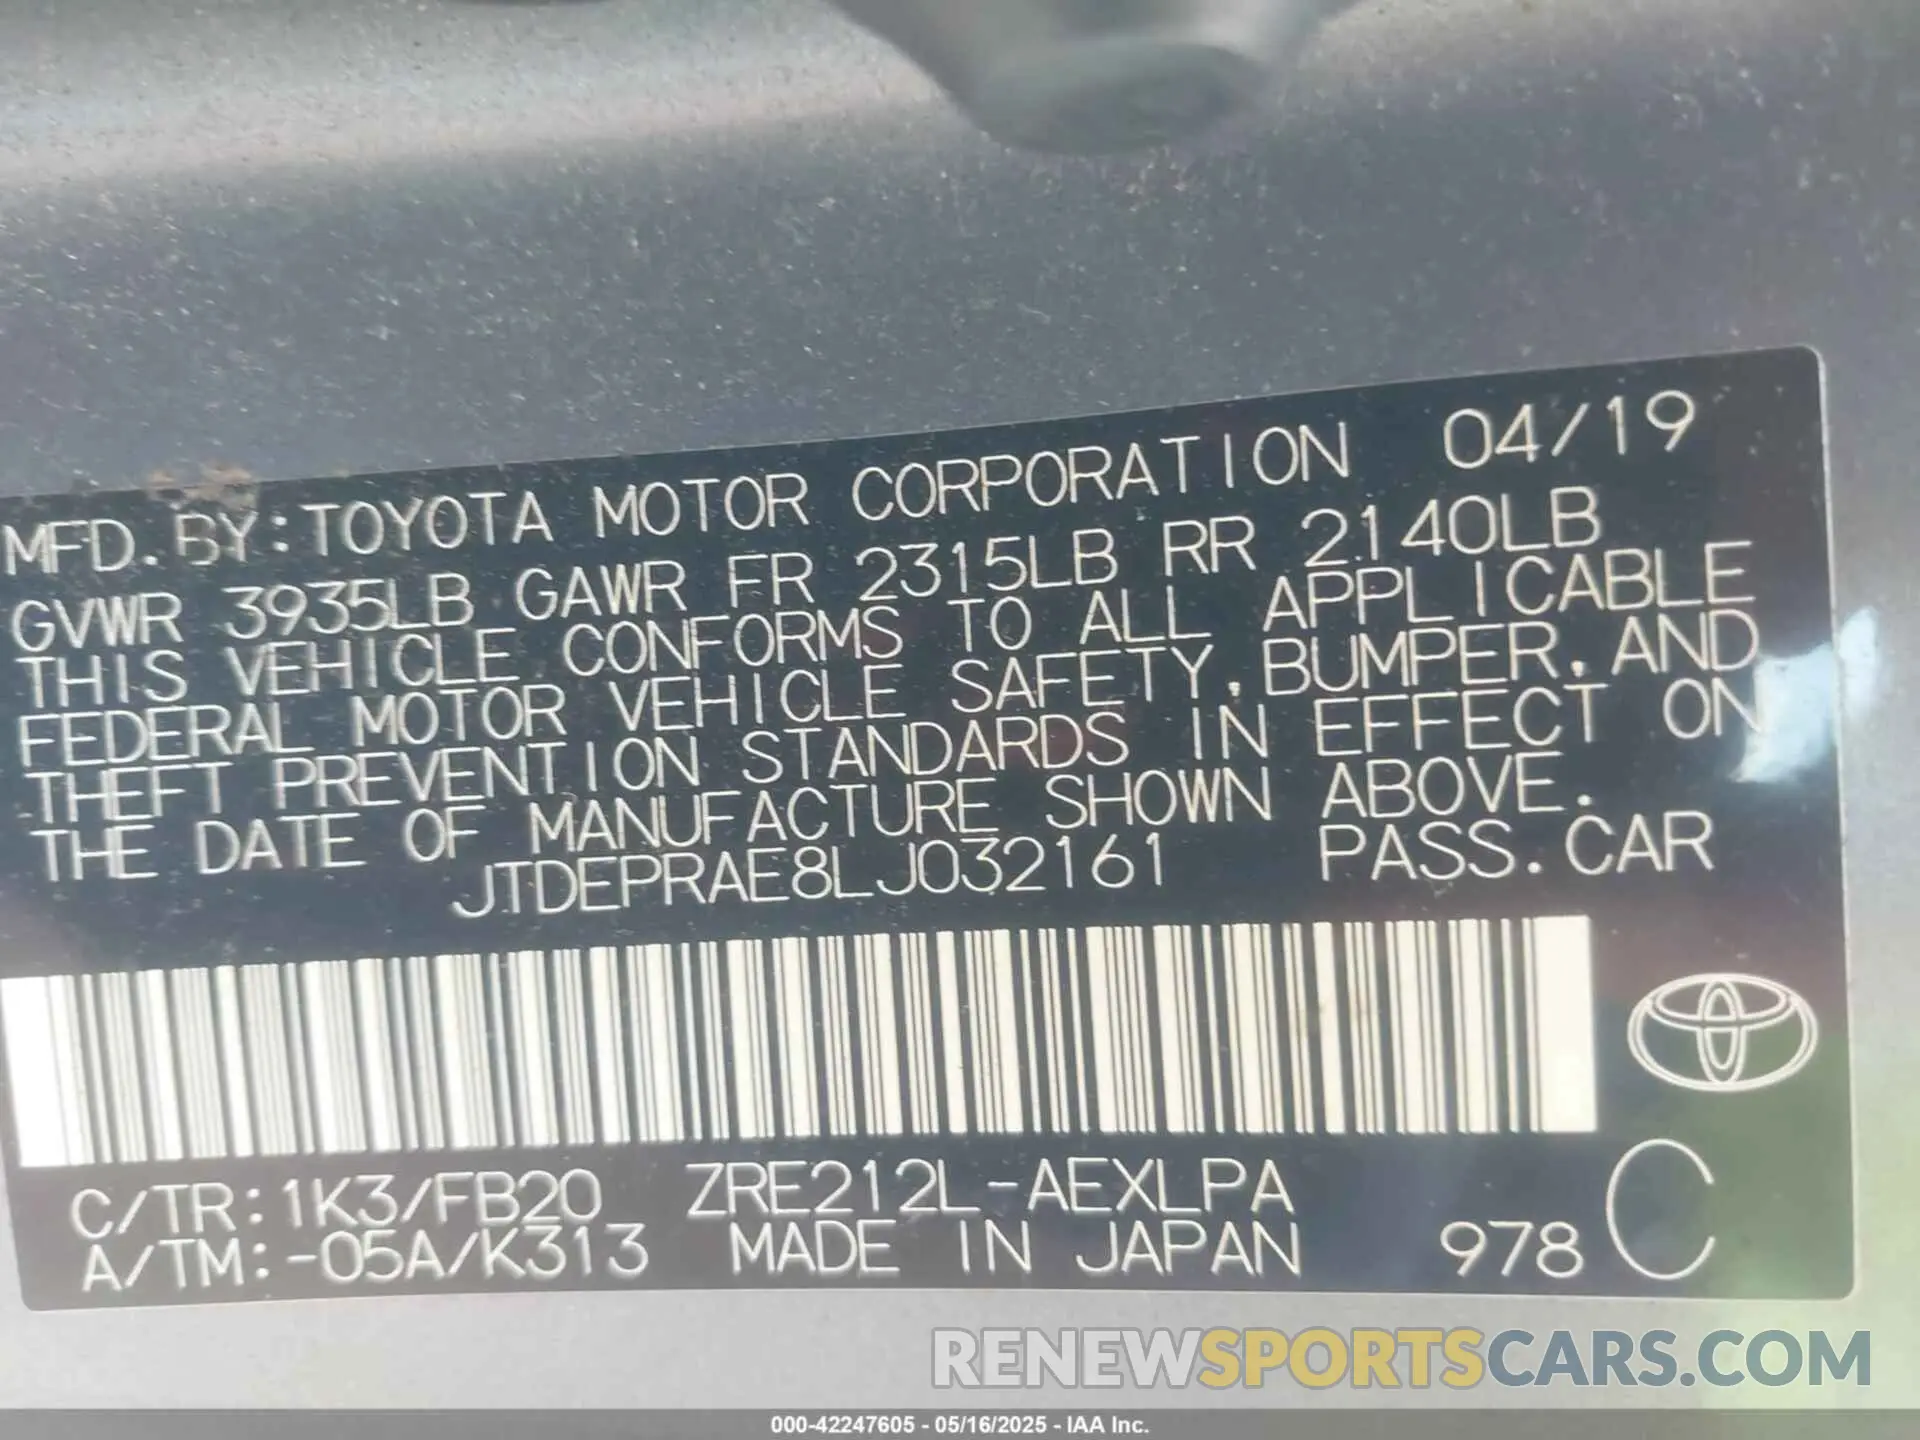 MFD. BY:TOYOTA MOTOR CORPORATION 04/19
GVWR 3935LB GAWR FR 2315LB RR 2140LB
THIS VEHICLE CONFORMS TO ALL APPLICABLE
FEDERAL MOTOR VEHICLE SAFETY, BUMPER, AND
THEFT PREVENTION STANDARDS IN EFFECT ON
THE DATE OF MANUFACTURE SHOWN ABOVE.
JTDEPRAE8LJ032161 PASS.CAR
C/TR:1K3/FB20 ZRE212L-AEXLPA
A/TM:-05A/K313 MADE IN JAPAN 978 C
RENEWSPORTSCARS.COM
000-42247605 - 05/16/2025 - IAA Inc.